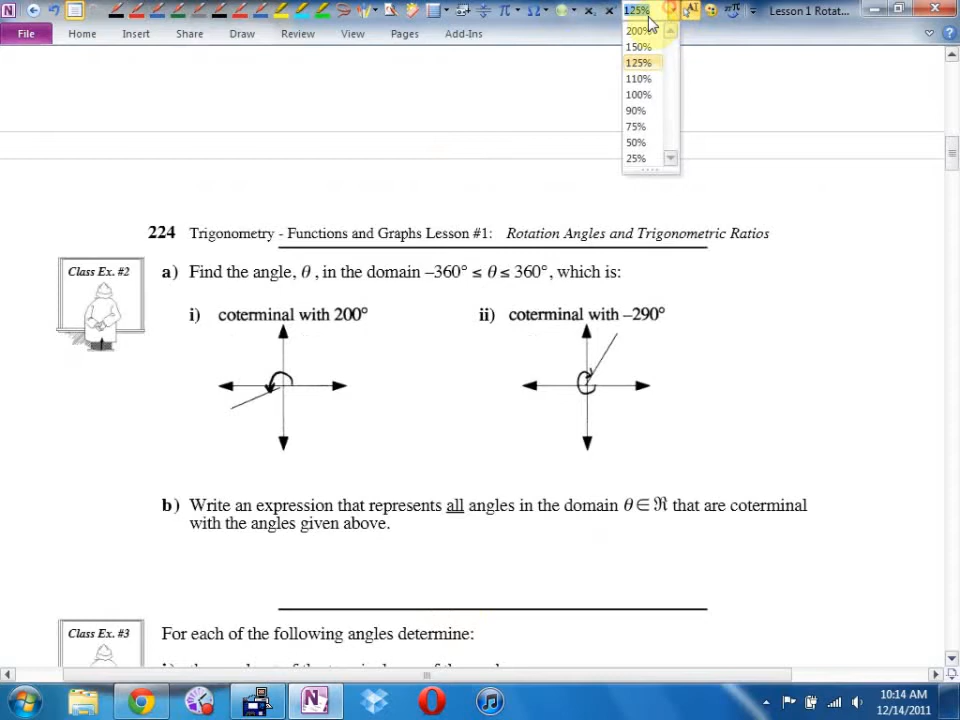 125%
Lesson 1 Rotat...
File Home Insert Share Draw Review View Pages Add-Ins
200%
150%
125%
110%
100%
90%
75%
50%
25%
224 Trigonometry - Functions and Graphs Lesson #1: Rotation Angles and Trigonometric Ratios
Class Ex. #2
a) Find the angle, θ, in the domain –360° ≤ θ ≤ 360°, which is:
i) coterminal with 200° ii) coterminal with –290°
b) Write an expression that represents all angles in the domain θ ∈ ℜ that are coterminal
with the angles given above.
Class Ex. #3
For each of the following angles determine:
10:14 AM
12/14/2011